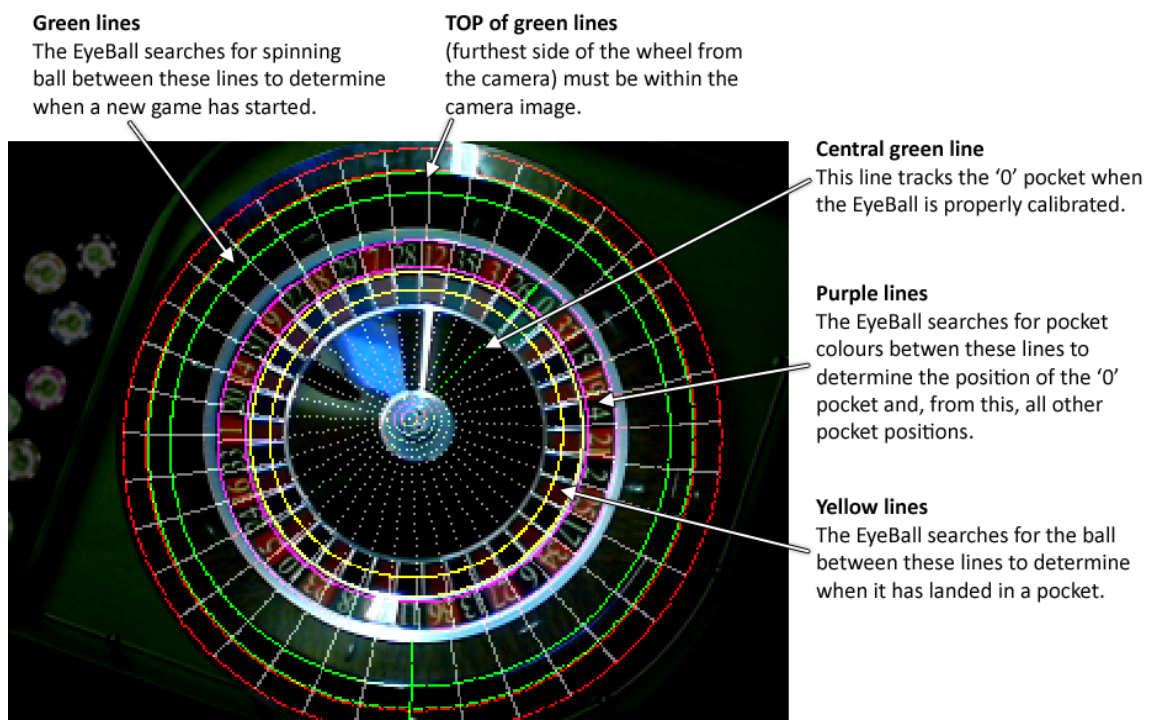 Green lines
The EyeBall searches for spinning
ball between these lines to determine
when a new game has started.
TOP of green lines
(furthest side of the wheel from
the camera) must be within the
camera image.
Central green line
This line tracks the ‘0’ pocket when
the EyeBall is properly calibrated.
Purple lines
The EyeBall searches for pocket
colours betwen these lines to
determine the position of the ‘0’
pocket and, from this, all other
pocket positions.
Yellow lines
The EyeBall searches for the ball
between these lines to determine
when it has landed in a pocket.
7 28 12 35